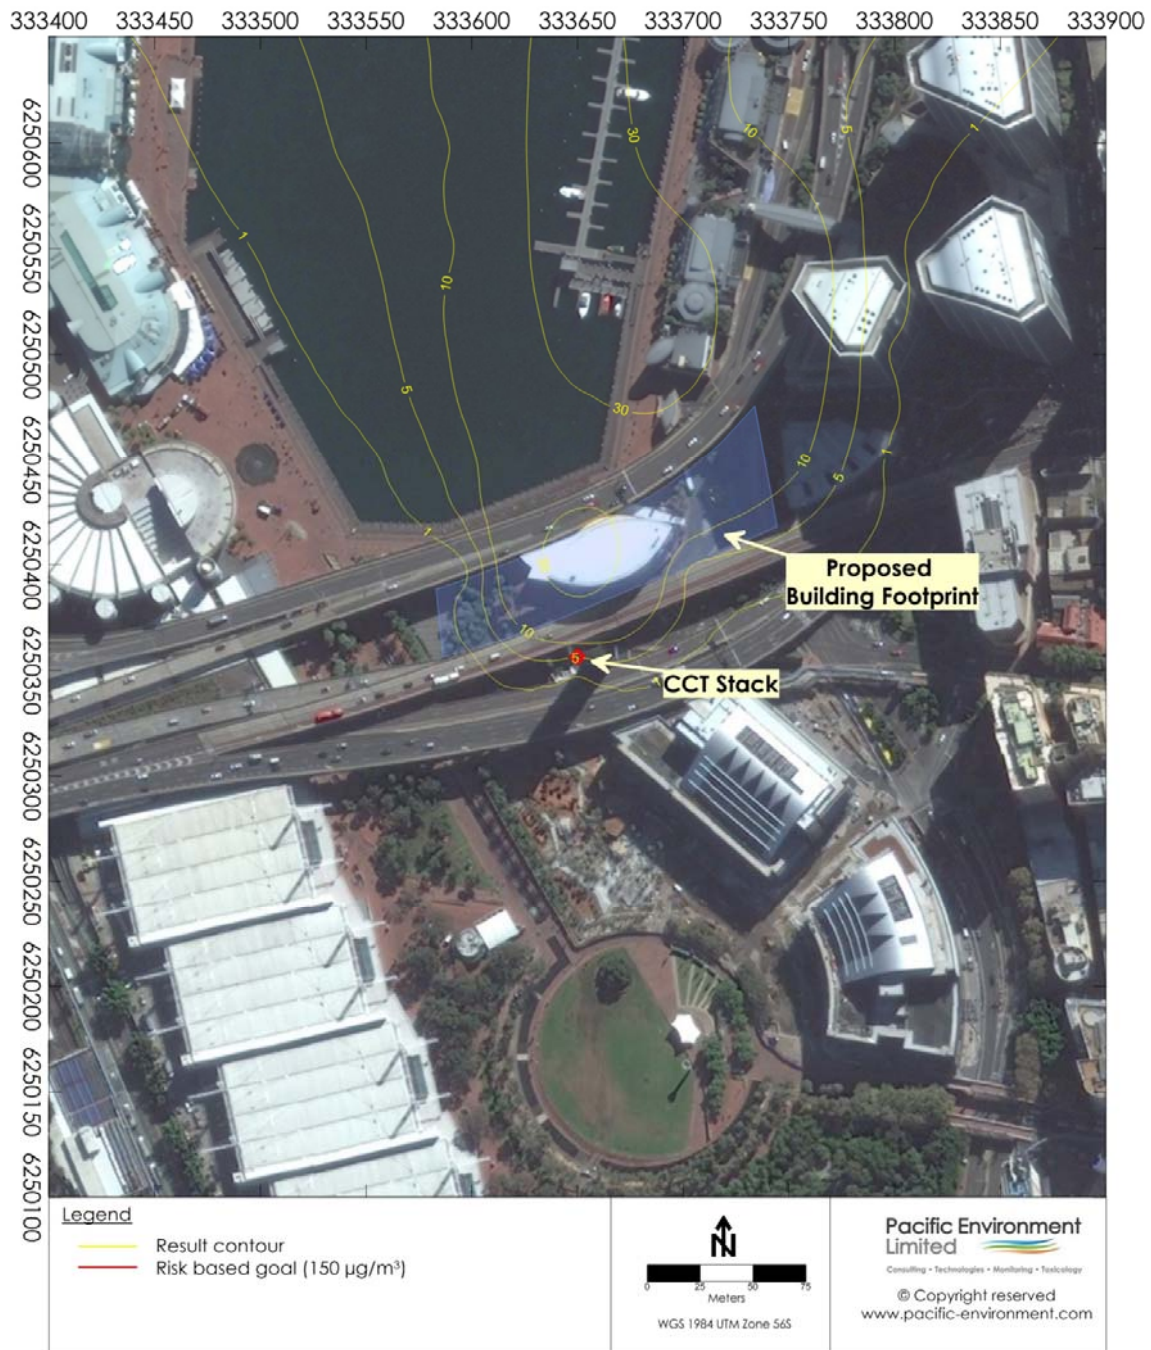 333400 333450 333500 333550 333600 333650 333700 333750 333800 333850 333900
6250600
6250550
6250500
6250450
6250400
6250350
6250300
6250250
6250200
6250150
6250100
30
10
5
1
1
10
5
30
10
5
1
1
10
5
Proposed
Building Footprint
CCT Stack
Legend
Result contour
Risk based goal (150 µg/m³)
N
0 25 50 75
Meters
WGS 1984 UTM Zone 56S
Pacific Environment
Limited
Consulting • Technologies • Monitoring • Toxicology
© Copyright reserved
www.pacific-environment.com